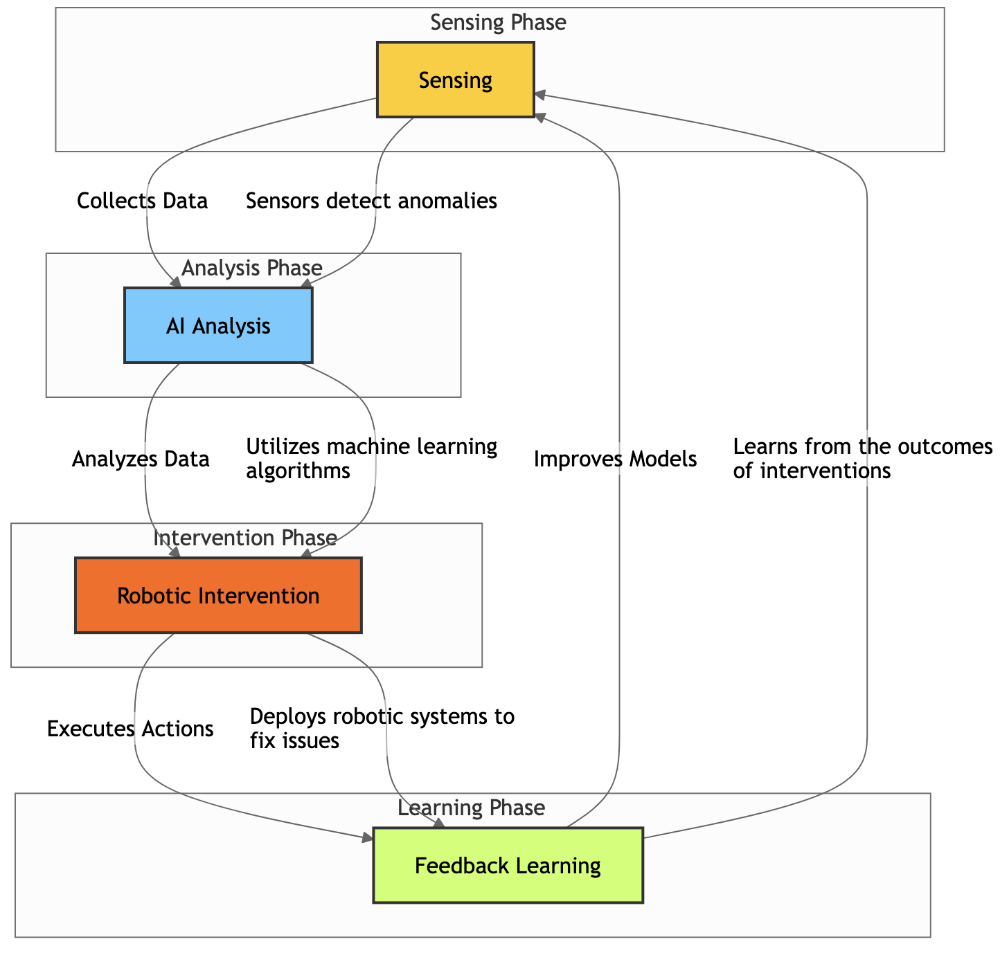 Sensing Phase
Sensing
Collects Data
Sensors detect anomalies
Analysis Phase
AI Analysis
Analyzes Data
Utilizes machine learning
algorithms
Improves Models
Learns from the outcomes
of interventions
Intervention Phase
Robotic Intervention
Executes Actions
Deploys robotic systems to
fix issues
Learning Phase
Feedback Learning